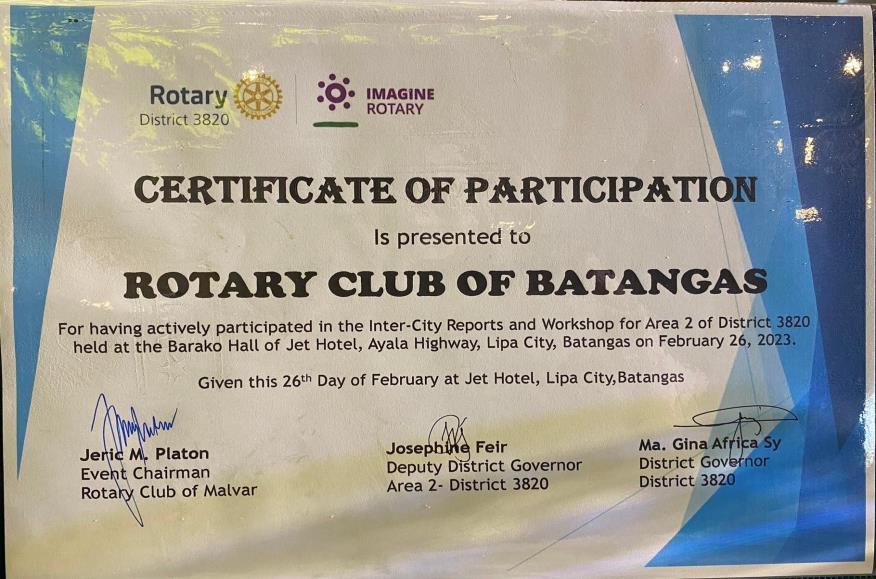 Rotary
District 3820
IMAGINE
ROTARY
CERTIFICATE OF PARTICIPATION
Is presented to
ROTARY CLUB OF BATANGAS
For having actively participated in the Inter-City Reports and Workshop for Area 2 of District 3820
held at the Barako Hall of Jet Hotel, Ayala Highway, Lipa City, Batangas on February 26, 2023.
Given this 26th Day of February at Jet Hotel, Lipa City,Batangas
Jeric M. Platon
Event Chairman
Rotary Club of Malvar
Josephine Feir
Deputy District Governor
Area 2- District 3820
Ma. Gina Africa Sy
District Governor
District 3820